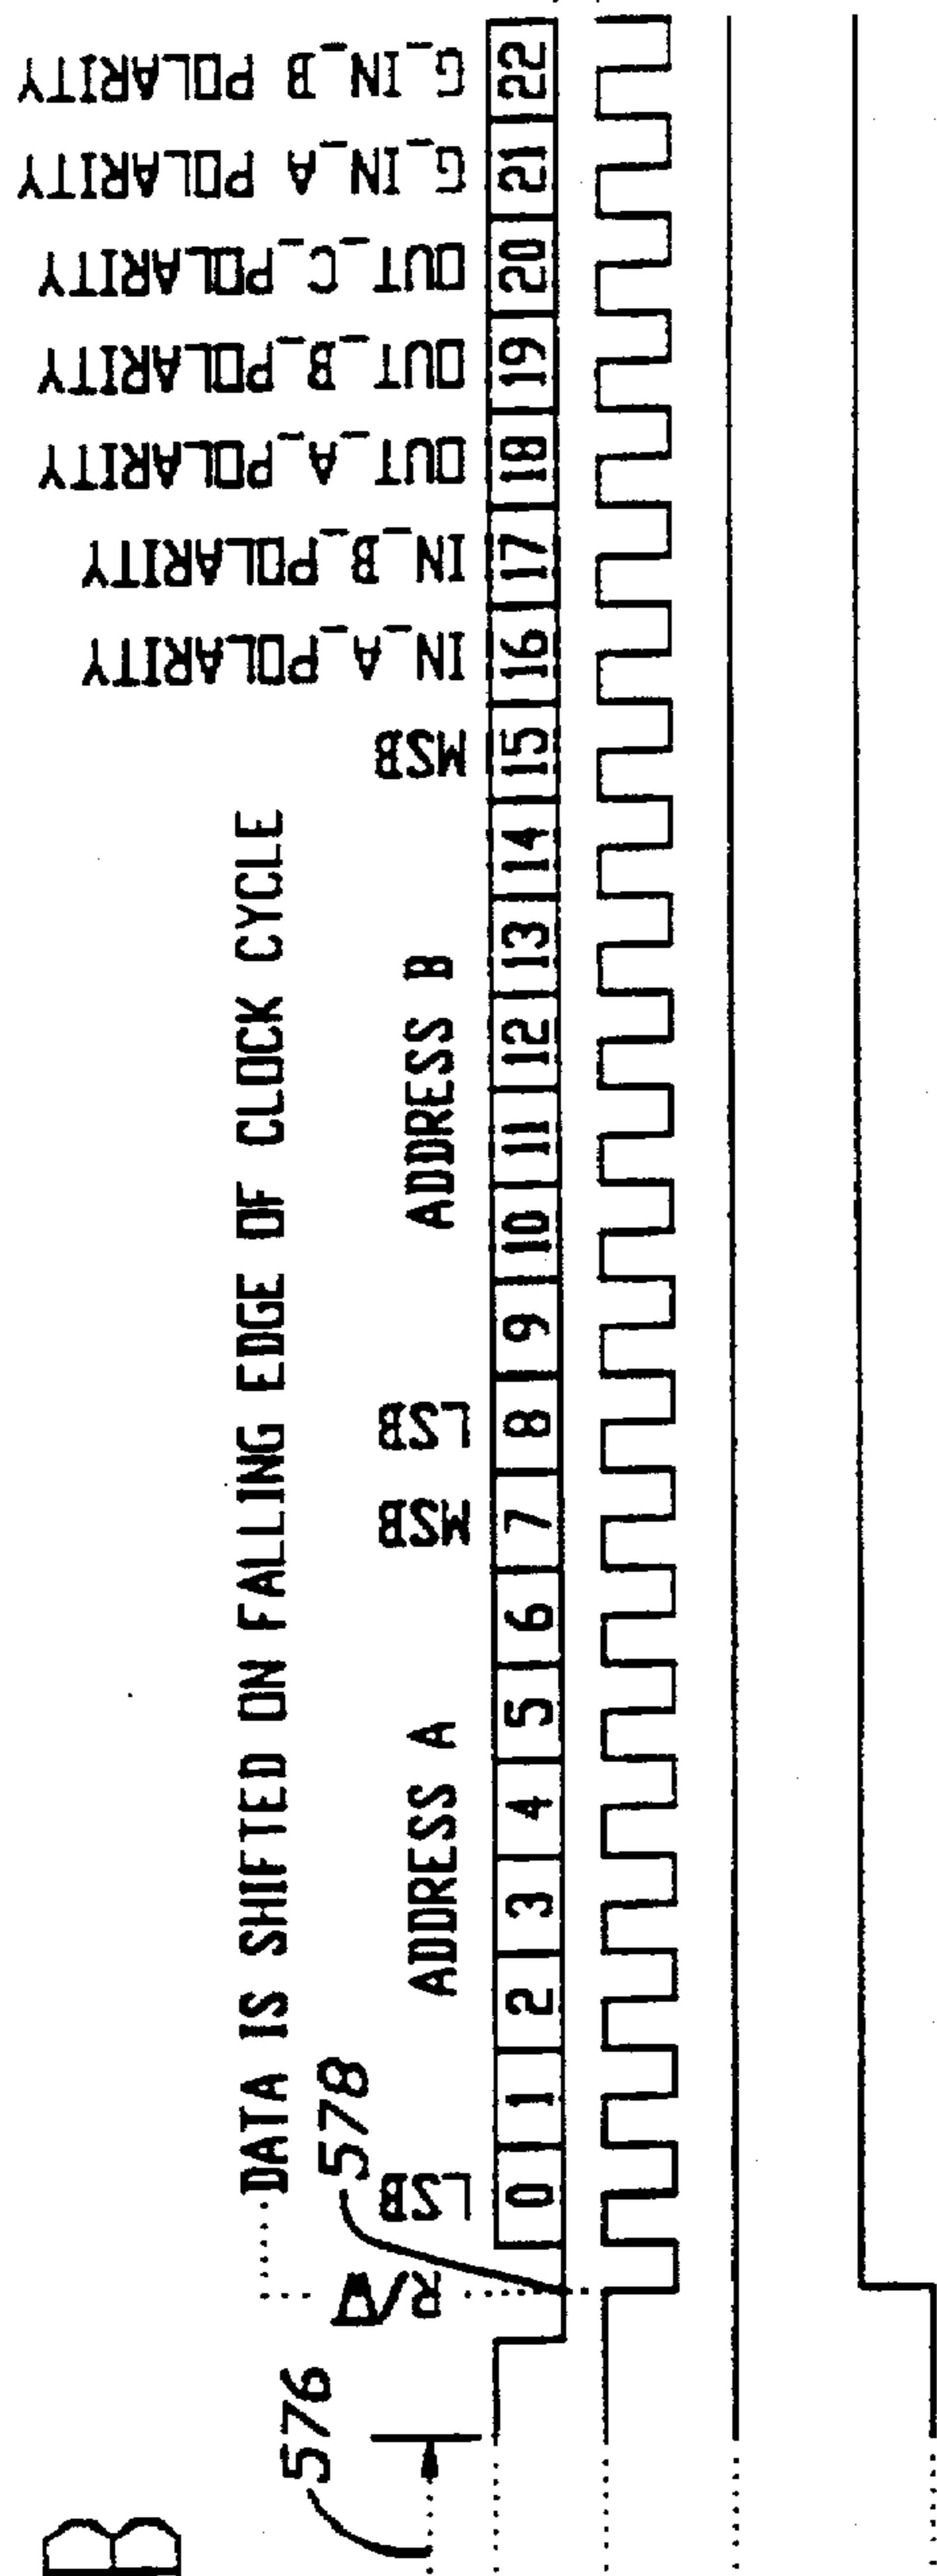 B
576
578
DATA IS SHIFTED ON FALLING EDGE OF CLOCK CYCLE
R/W
LSB
ADDRESS A
MSB
LSB
ADDRESS B
MSB
IN_A_POLARITY
IN_B_POLARITY
OUT_A_POLARITY
OUT_B_POLARITY
OUT_C_POLARITY
G_IN_A POLARITY
G_IN_B POLARITY
0 1 2 3 4 5 6 7 8 9 10 11 12 13 14 15 16 17 18 19 20 21 22